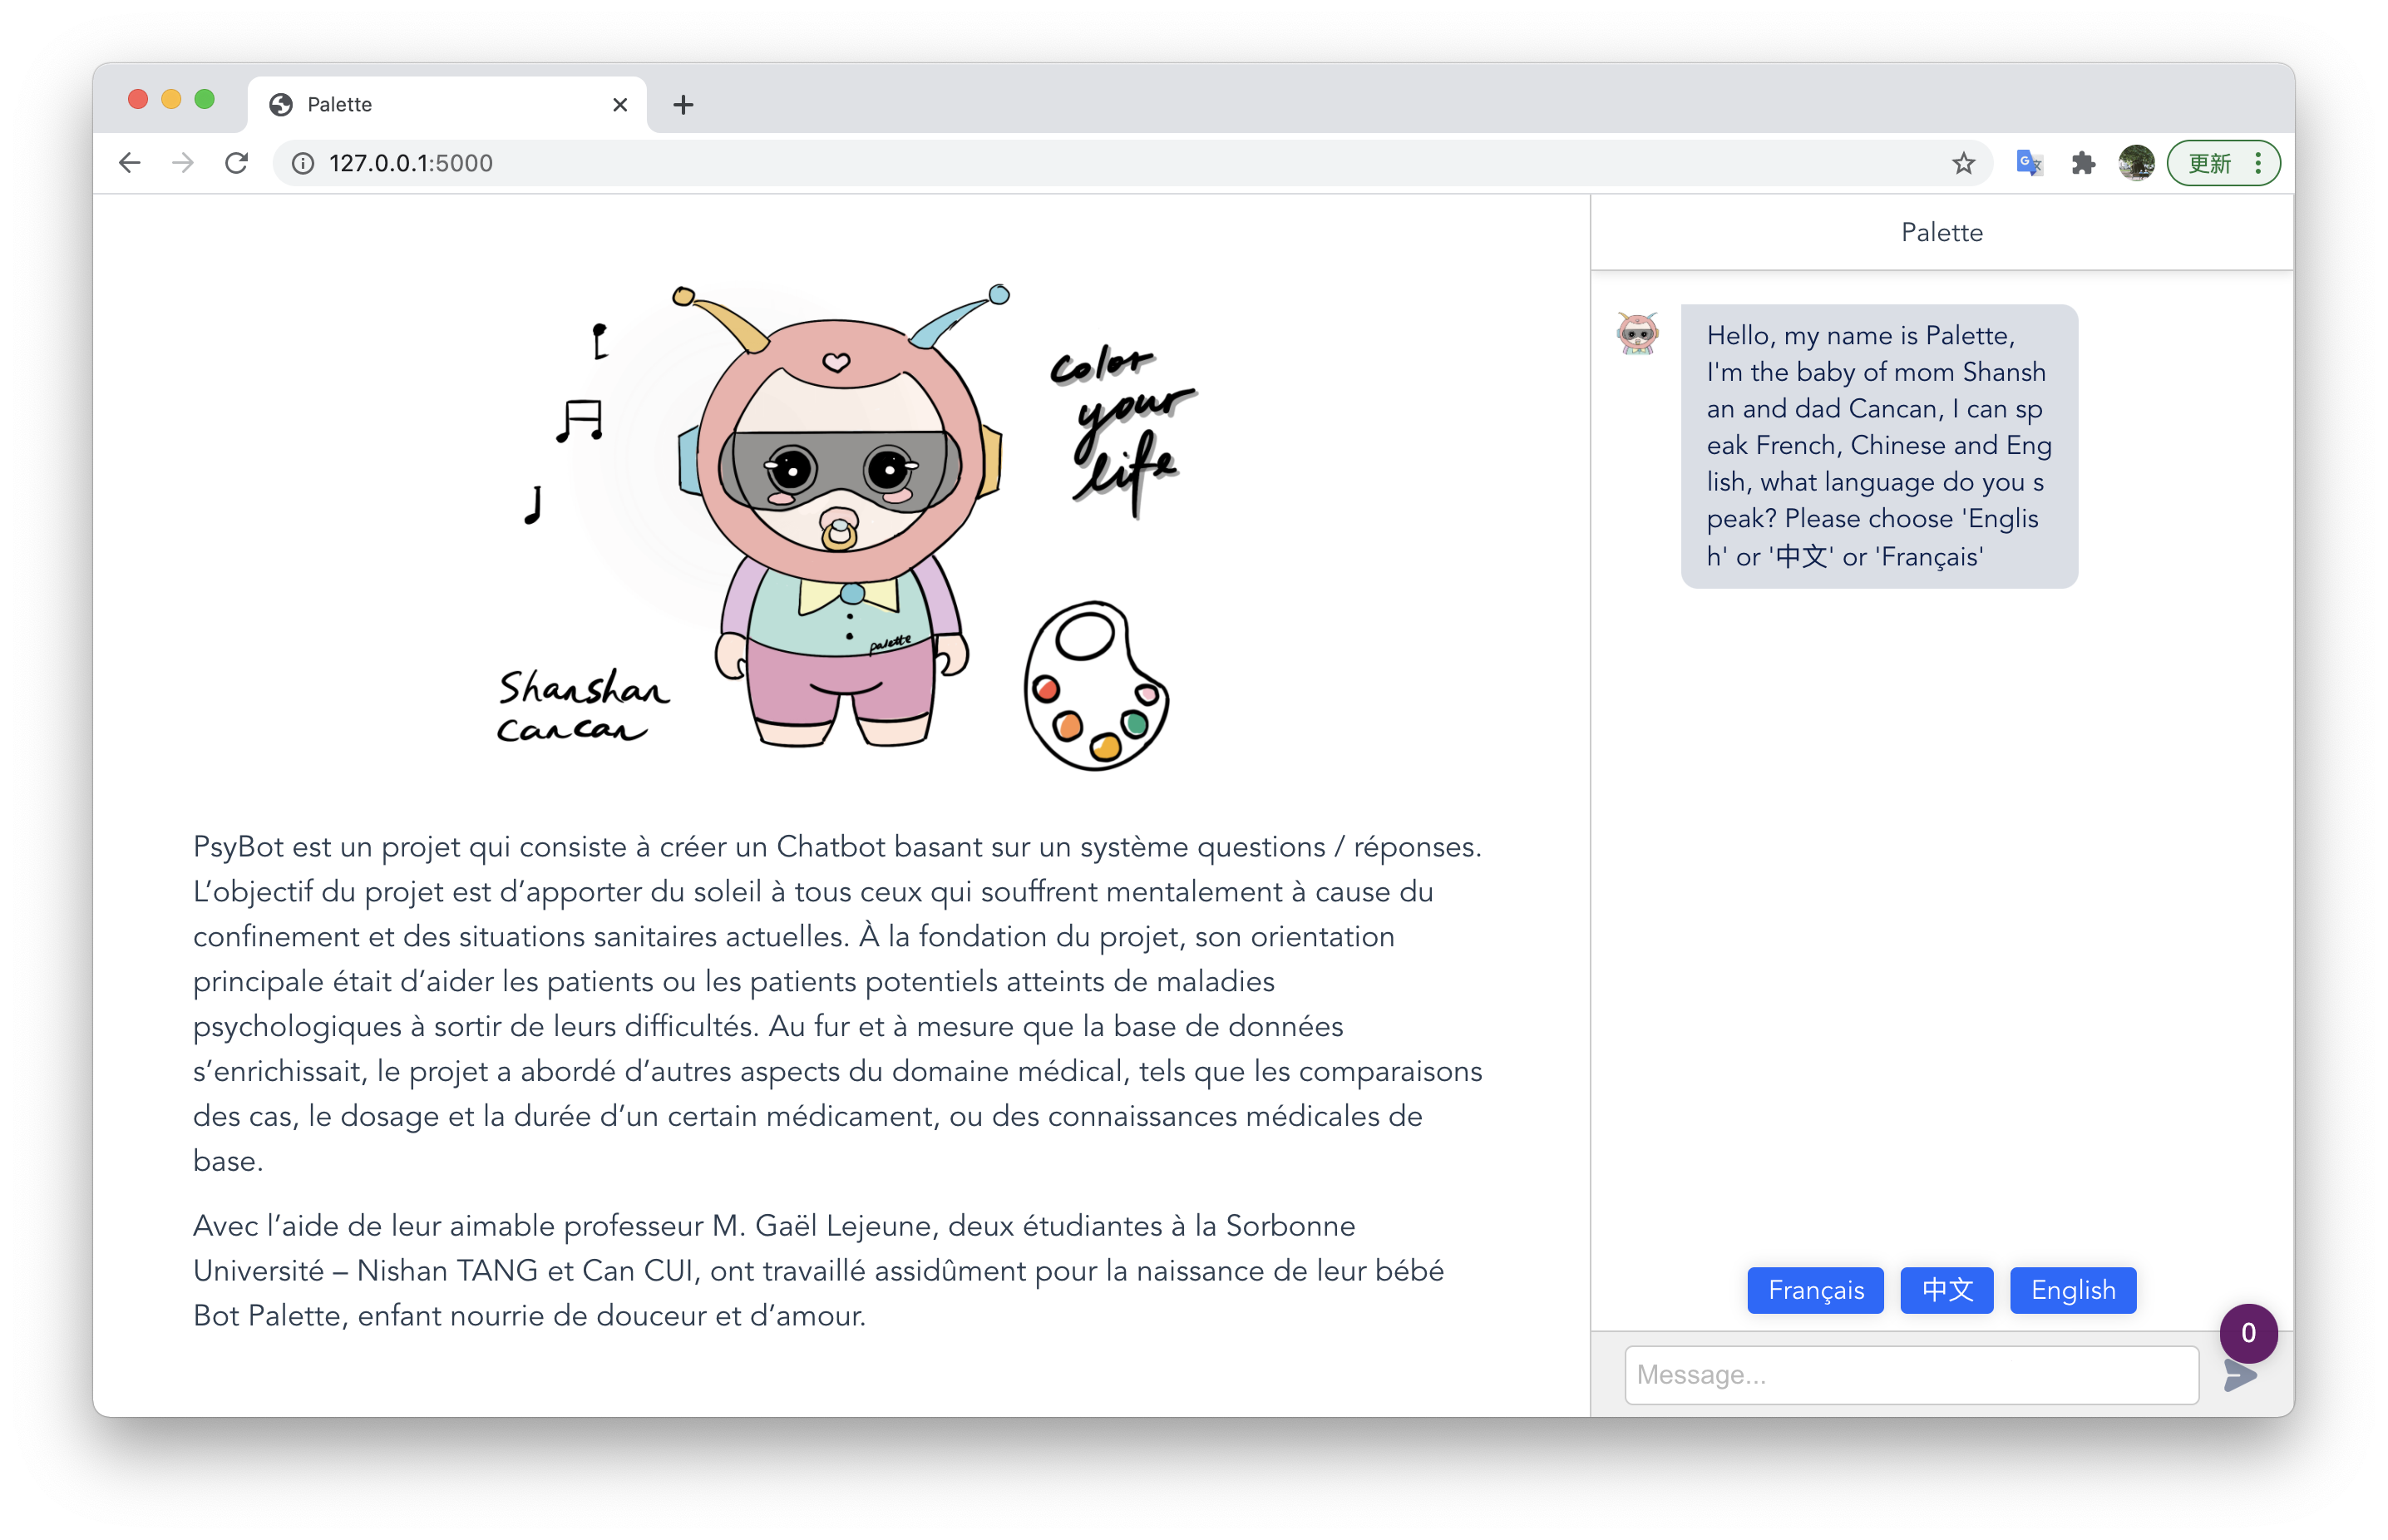 Palette
127.0.0.1:5000
更新
color
your
life
palette
Shanshan
Cancan
PsyBot est un projet qui consiste à créer un Chatbot basant sur un système questions / réponses.
L’objectif du projet est d’apporter du soleil à tous ceux qui souffrent mentalement à cause du
confinement et des situations sanitaires actuelles. À la fondation du projet, son orientation
principale était d’aider les patients ou les patients potentiels atteints de maladies
psychologiques à sortir de leurs difficultés. Au fur et à mesure que la base de données
s’enrichissait, le projet a abordé d’autres aspects du domaine médical, tels que les comparaisons
des cas, le dosage et la durée d’un certain médicament, ou des connaissances médicales de
base.
Avec l’aide de leur aimable professeur M. Gaël Lejeune, deux étudiantes à la Sorbonne
Université – Nishan TANG et Can CUI, ont travaillé assidûment pour la naissance de leur bébé
Bot Palette, enfant nourrie de douceur et d’amour.
Palette
Hello, my name is Palette,
I'm the baby of mom Shansh
an and dad Cancan, I can sp
eak French, Chinese and Eng
lish, what language do you s
peak? Please choose 'Englis
h' or '中文' or 'Français'
Français 中文 English
0
Message...